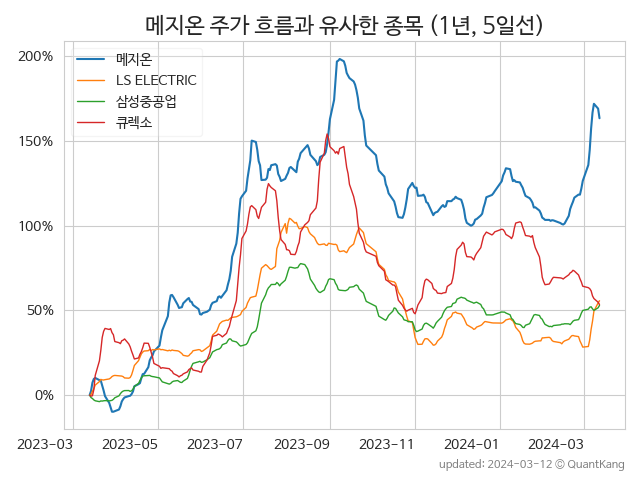 메지온 주가 흐름과 유사한 종목 (1년, 5일선)
메지온
LS ELECTRIC
삼성중공업
큐렉소
200%
150%
100%
50%
0%
2023-03 2023-05 2023-07 2023-09 2023-11 2024-01 2024-03
updated: 2024-03-12 © QuantKang